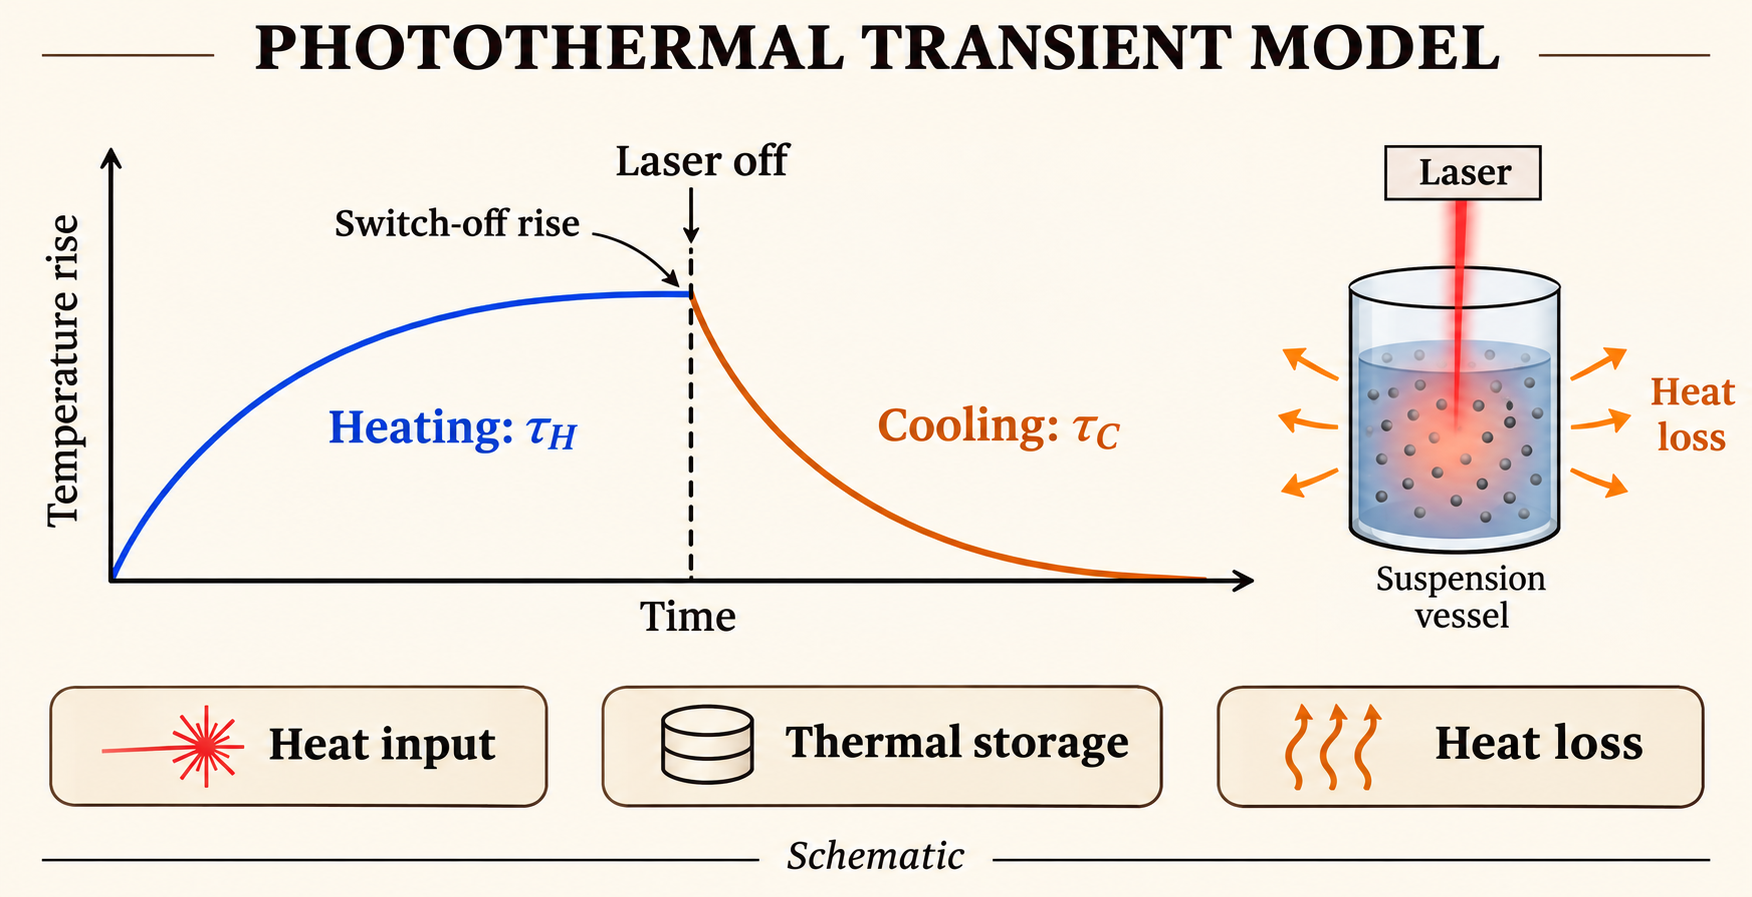 PHOTOTHERMAL TRANSIENT MODEL
Laser off
Switch-off rise
Temperature rise
Heating: τH
Cooling: τC
Time
Laser
Heat
loss
Suspension
vessel
Heat input
Thermal storage
Heat loss
Schematic